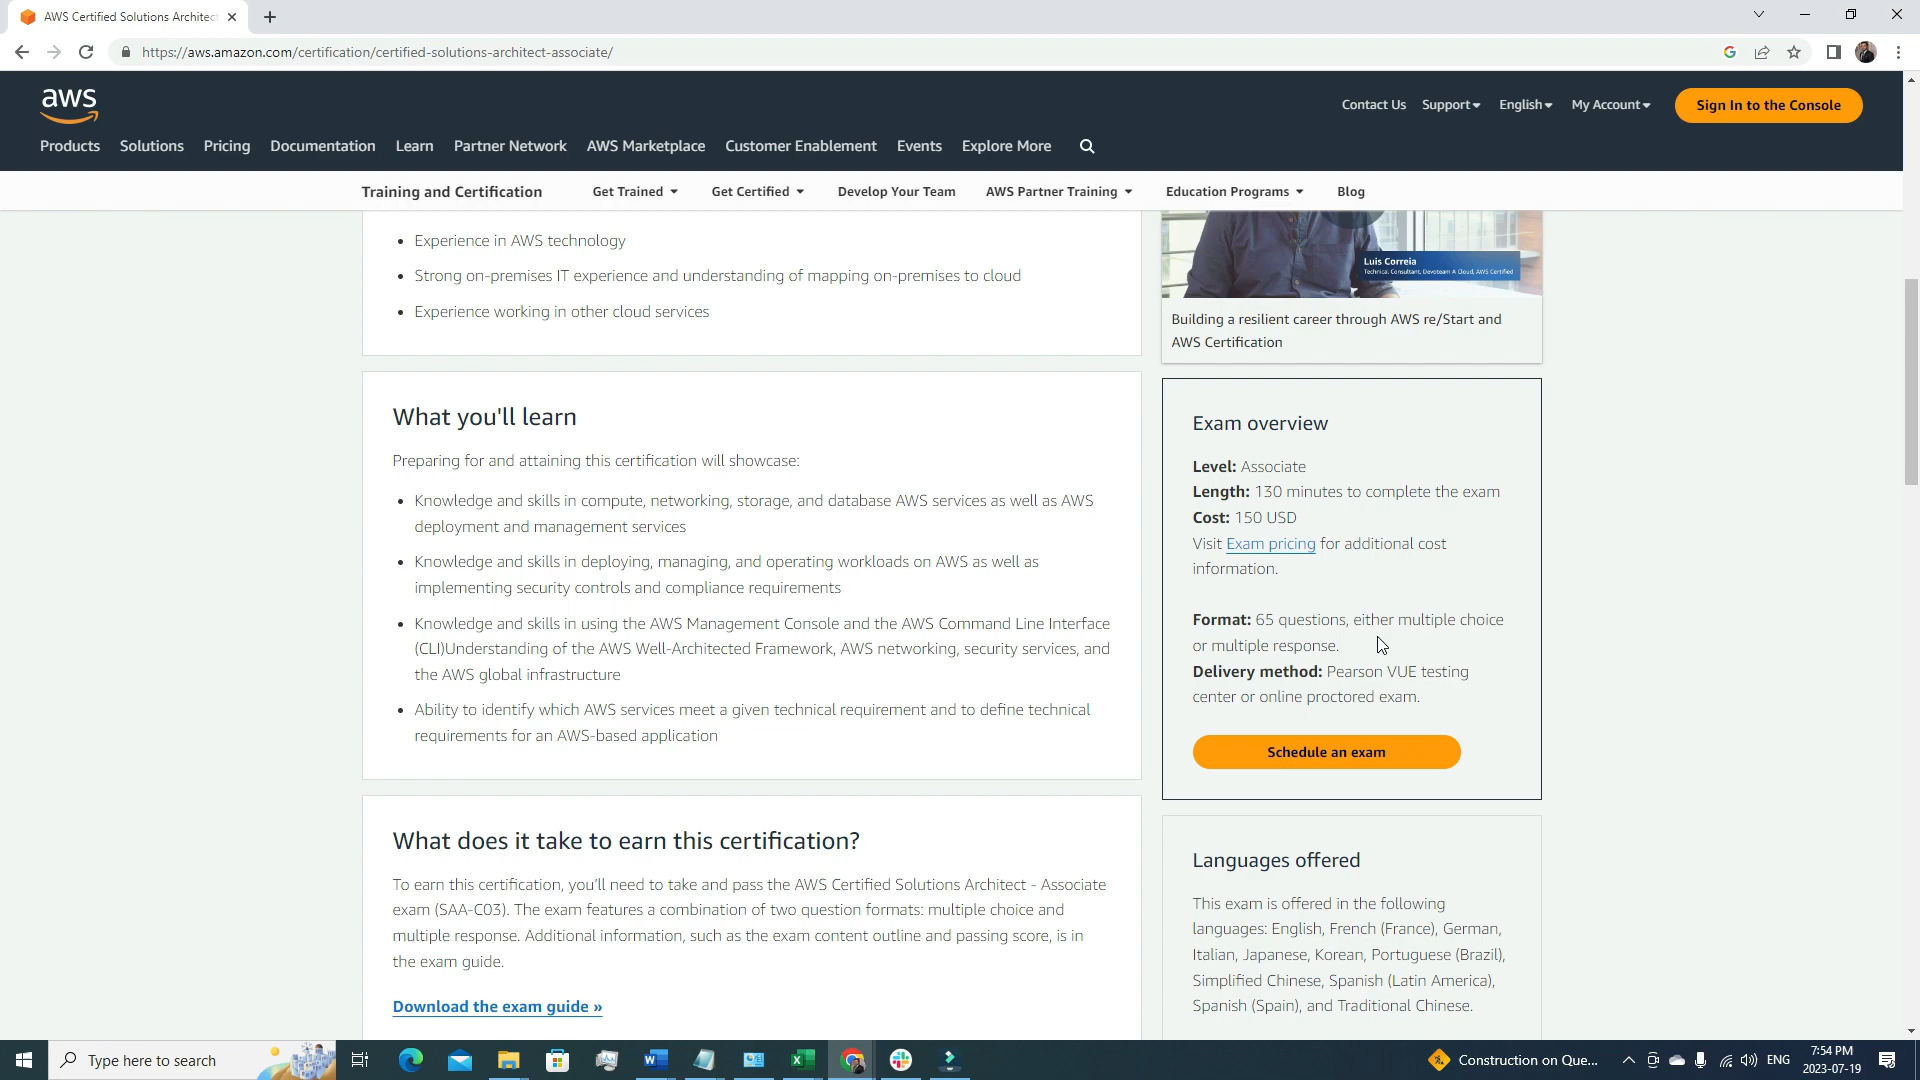 AWS Certified Solutions Architect
https://aws.amazon.com/certification/certified-solutions-architect-associate/
aws
Contact Us Support English My Account Sign In to the Console
Products Solutions Pricing Documentation Learn Partner Network AWS Marketplace Customer Enablement Events Explore More
Training and Certification Get Trained Get Certified Develop Your Team AWS Partner Training Education Programs Blog
• Experience in AWS technology
• Strong on-premises IT experience and understanding of mapping on-premises to cloud
• Experience working in other cloud services
Luis Correia
Technical Consultant, Devoteam A Cloud, AWS Certified
Building a resilient career through AWS re/Start and
AWS Certification
What you'll learn
Preparing for and attaining this certification will showcase:
• Knowledge and skills in compute, networking, storage, and database AWS services as well as AWS
deployment and management services
• Knowledge and skills in deploying, managing, and operating workloads on AWS as well as
implementing security controls and compliance requirements
• Knowledge and skills in using the AWS Management Console and the AWS Command Line Interface
(CLI)Understanding of the AWS Well-Architected Framework, AWS networking, security services, and
the AWS global infrastructure
• Ability to identify which AWS services meet a given technical requirement and to define technical
requirements for an AWS-based application
Exam overview
Level: Associate
Length: 130 minutes to complete the exam
Cost: 150 USD
Visit Exam pricing for additional cost
information.
Format: 65 questions, either multiple choice
or multiple response.
Delivery method: Pearson VUE testing
center or online proctored exam.
Schedule an exam
What does it take to earn this certification?
To earn this certification, you'll need to take and pass the AWS Certified Solutions Architect - Associate
exam (SAA-C03). The exam features a combination of two question formats: multiple choice and
multiple response. Additional information, such as the exam content outline and passing score, is in
the exam guide.
Download the exam guide »
Languages offered
This exam is offered in the following
languages: English, French (France), German,
Italian, Japanese, Korean, Portuguese (Brazil),
Simplified Chinese, Spanish (Latin America),
Spanish (Spain), and Traditional Chinese.
Type here to search
Construction on Que...
ENG
7:54 PM
2023-07-19